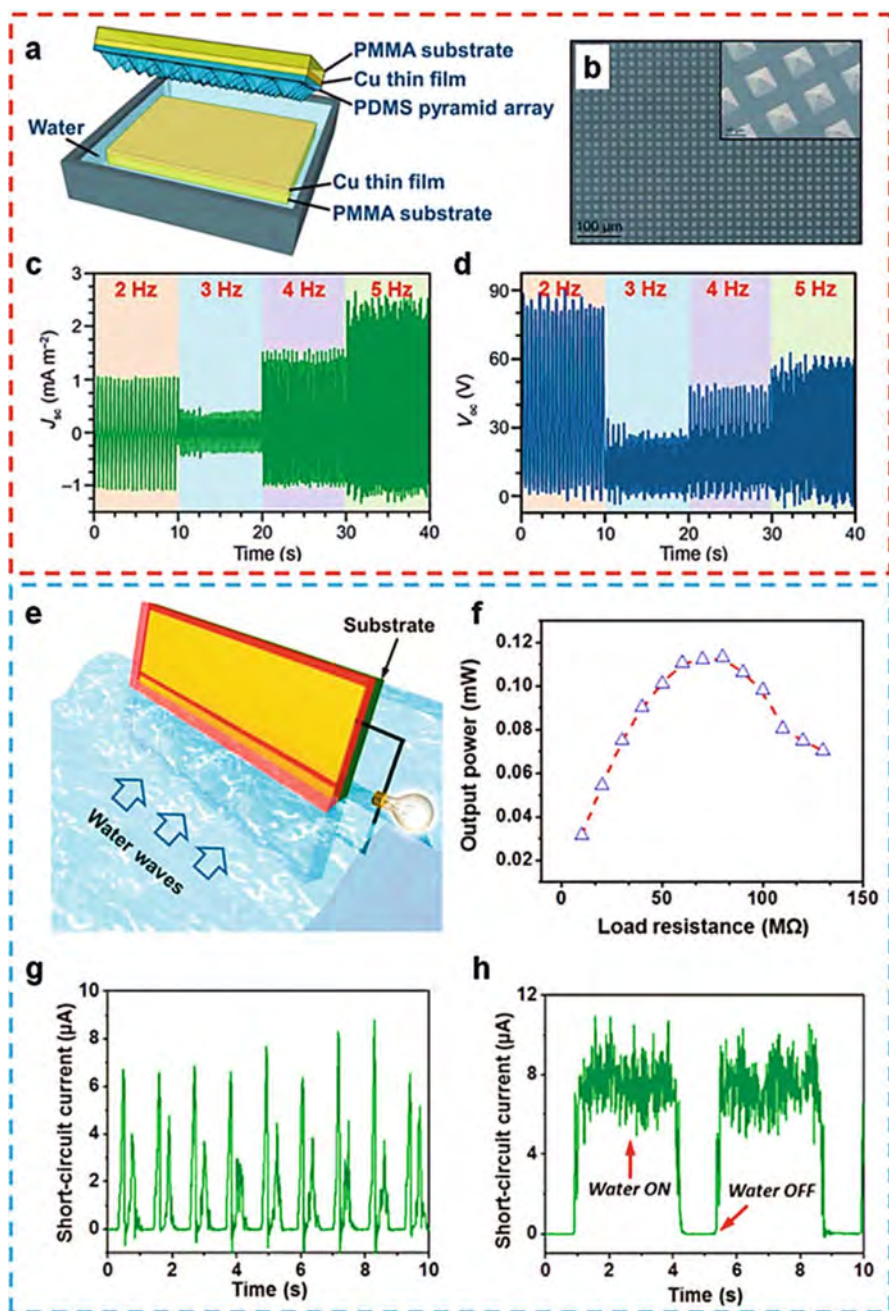 a
PMMA substrate
Cu thin film
PDMS pyramid array
Water
Cu thin film
PMMA substrate
b
100 µm
c
2 Hz 3 Hz 4 Hz 5 Hz
3
2
1
0
−1
Jsc (mA m−2)
0 10 20 30 40
Time (s)
d
2 Hz 3 Hz 4 Hz 5 Hz
90
60
30
0
Voc (V)
0 10 20 30 40
Time (s)
e
Substrate
Water waves
f
0.12
0.10
0.08
0.06
0.04
0.02
Output power (mW)
0 50 100 150
Load resistance (MΩ)
g
10
8
6
4
2
0
Short-circuit current (µA)
0 2 4 6 8 10
Time (s)
h
12
8
4
0
Short-circuit current (µA)
Water ON
Water OFF
0 2 4 6 8 10
Time (s)